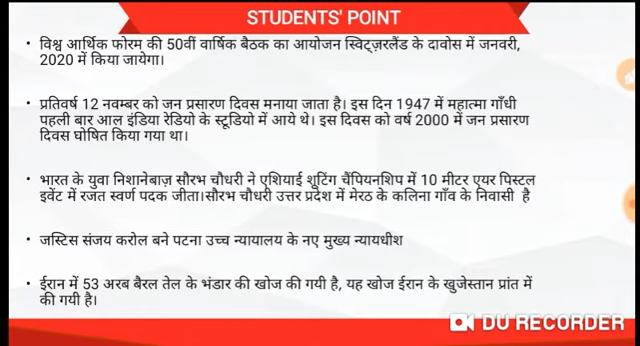 STUDENTS' POINT
• विश्व आर्थिक फोरम की 50वीं वार्षिक बैठक का आयोजन स्विट्ज़रलैंड के दावोस में जनवरी,
2020 में किया जायेगा।
• प्रतिवर्ष 12 नवम्बर को जन प्रसारण दिवस मनाया जाता है। इस दिन 1947 में महात्मा गाँधी
पहली बार आल इंडिया रेडियो के स्टूडियो में आये थे। इस दिवस को वर्ष 2000 में जन प्रसारण
दिवस घोषित किया गया था।
• भारत के युवा निशानेबाज़ सौरभ चौधरी ने एशियाई शूटिंग चैंपियनशिप में 10 मीटर एयर पिस्टल
इवेंट में रजत स्वर्ण पदक जीता।सौरभ चौधरी उत्तर प्रदेश में मेरठ के कलिना गाँव के निवासी है
• जस्टिस संजय करोल बने पटना उच्च न्यायालय के नए मुख्य न्यायधीश
• ईरान में 53 अरब बैरल तेल के भंडार की खोज की गयी है, यह खोज ईरान के खुजेस्तान प्रांत में
की गयी है।
DU RECORDER